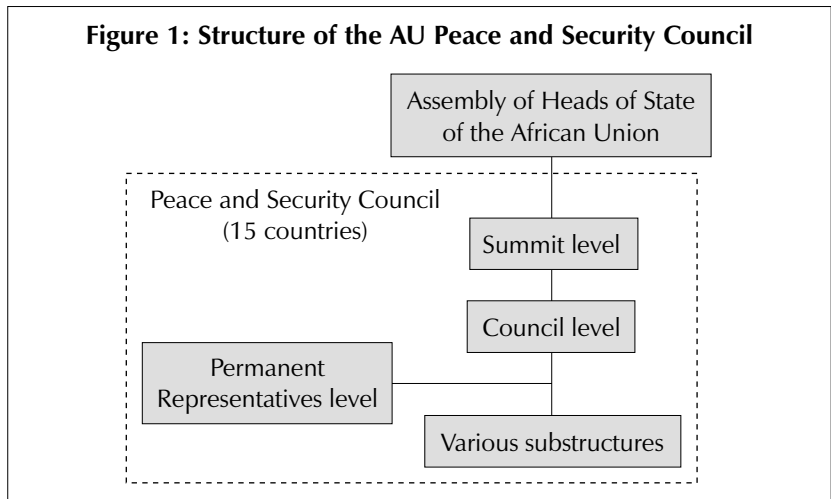 Figure 1: Structure of the AU Peace and Security Council
Assembly of Heads of State
of the African Union
Peace and Security Council
(15 countries)
Summit level
Council level
Permanent
Representatives level
Various substructures